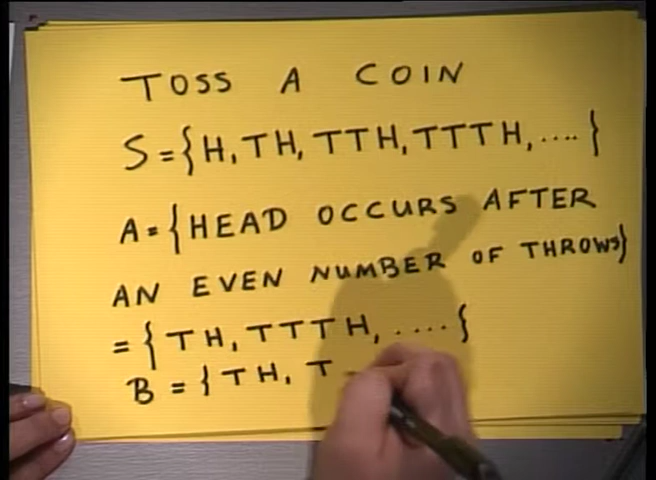 TOSS A COIN
S={H, TH, TTH, TTTH, ....}
A={HEAD OCCURS AFTER
AN EVEN NUMBER OF THROWS}
={TH, TTTH, ....}
B={TH, T